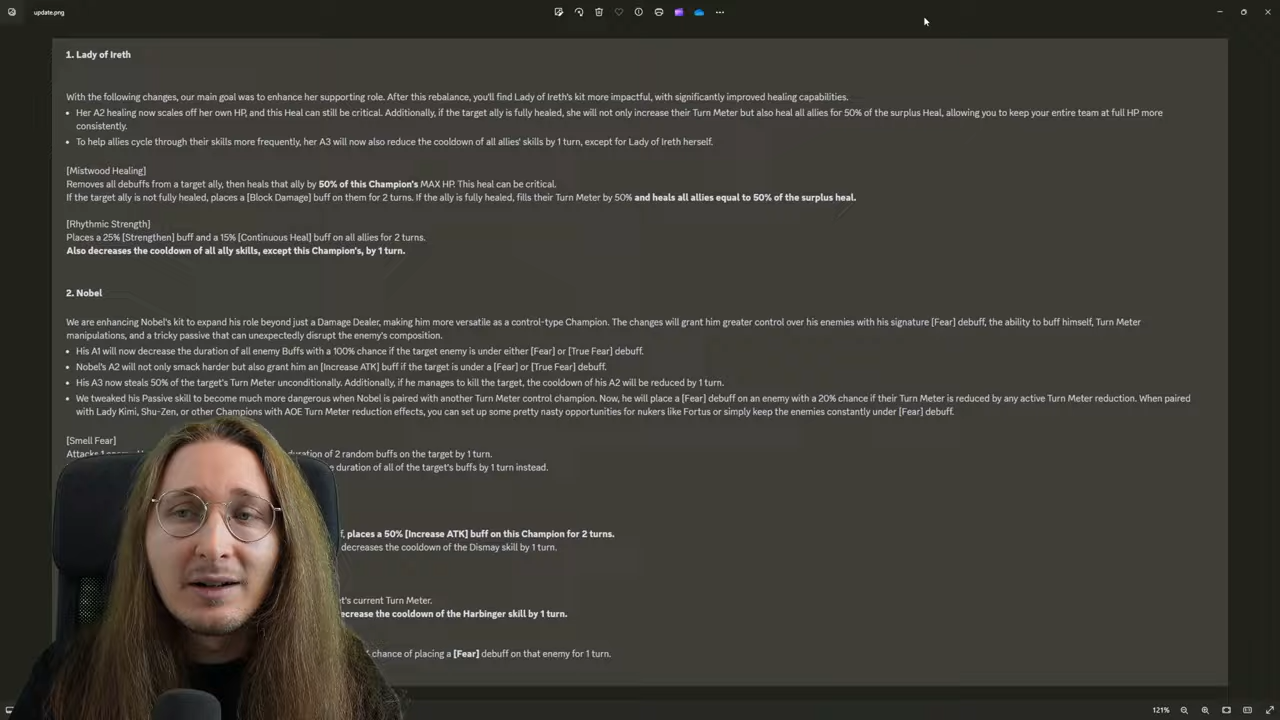 update.png
1. Lady of Ireth
With the following changes, our main goal was to enhance her supporting role. After this rebalance, you'll find Lady of Ireth's kit more impactful, with significantly improved healing capabilities.
• Her A2 healing now scales off her own HP, and this Heal can still be critical. Additionally, if the target ally is fully healed, she will not only increase their Turn Meter but also heal all allies for 50% of the surplus Heal, allowing you to keep your entire team at full HP more
consistently.
• To help allies cycle through their skills more frequently, her A3 will now also reduce the cooldown of all allies' skills by 1 turn, except for Lady of Ireth herself.
[Mistwood Healing]
Removes all debuffs from a target ally, then heals that ally by 50% of this Champion's MAX HP. This heal can be critical.
If the target ally is not fully healed, places a [Block Damage] buff on them for 2 turns. If the ally is fully healed, fills their Turn Meter by 50% and heals all allies equal to 50% of the surplus heal.
[Rhythmic Strength]
Places a 25% [Strengthen] buff and a 15% [Continuous Heal] buff on all allies for 2 turns.
Also decreases the cooldown of all ally skills, except this Champion's, by 1 turn.
2. Nobel
We are enhancing Nobel's kit to expand his role beyond just a Damage Dealer, making him more versatile as a control-type Champion. The changes will grant him greater control over his enemies with his signature [Fear] debuff, the ability to buff himself, Turn Meter
manipulations, and a tricky passive that can unexpectedly disrupt the enemy's composition.
• His A1 will now decrease the duration of all enemy Buffs with a 100% chance if the target enemy is under either [Fear] or [True Fear] debuff.
• Nobel's A2 will not only smack harder but also grant him an [Increase ATK] buff if the target is under a [Fear] or [True Fear] debuff.
• His A3 now steals 50% of the target's Turn Meter unconditionally. Additionally, if he manages to kill the target, the cooldown of his A2 will be reduced by 1 turn.
• We tweaked his Passive skill to become much more dangerous when Nobel is paired with another Turn Meter control champion. Now, he will place a [Fear] debuff on an enemy with a 20% chance if their Turn Meter is reduced by any active Turn Meter reduction. When paired
with Lady Kimi, Shu-Zen, or other Champions with AOE Turn Meter reduction effects, you can set up some pretty nasty opportunities for nukers like Fortus or simply keep the enemies constantly under [Fear] debuff.
[Smell Fear]
Attacks 1 duration of 2 random buffs on the target by 1 turn.
duration of all of the target's buffs by 1 turn instead.
places a 50% [Increase ATK] buff on this Champion for 2 turns.
decreases the cooldown of the Dismay skill by 1 turn.
current Turn Meter.
the cooldown of the Harbinger skill by 1 turn.
chance of placing a [Fear] debuff on that enemy for 1 turn.
121%